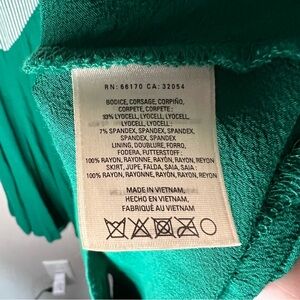 RN: 66170 CA: 32054
BODICE, CORSAGE, CORPIÑO,
CORPETE, CORPETE :
93% LYOCELL, LYOCELL, LYOCELL,
LYOCELL, LYOCELL :
7% SPANDEX, SPANDEX, SPANDEX
SPANDEX, SPANDEX
LINING, DOUBLURE, FORRO,
FODERA, FUTTERSTOFF :
100% RAYON, RAYONNE, RAYÓN, RAYON, REYON
SKIRT, JUPE, FALDA, SAIA, SAIA :
100% RAYON, RAYONNE, RAYÓN, RAYON, REYON
MADE IN VIETNAM,
HECHO EN VIETNAM,
FABRIQUÉ AU VIETNAM